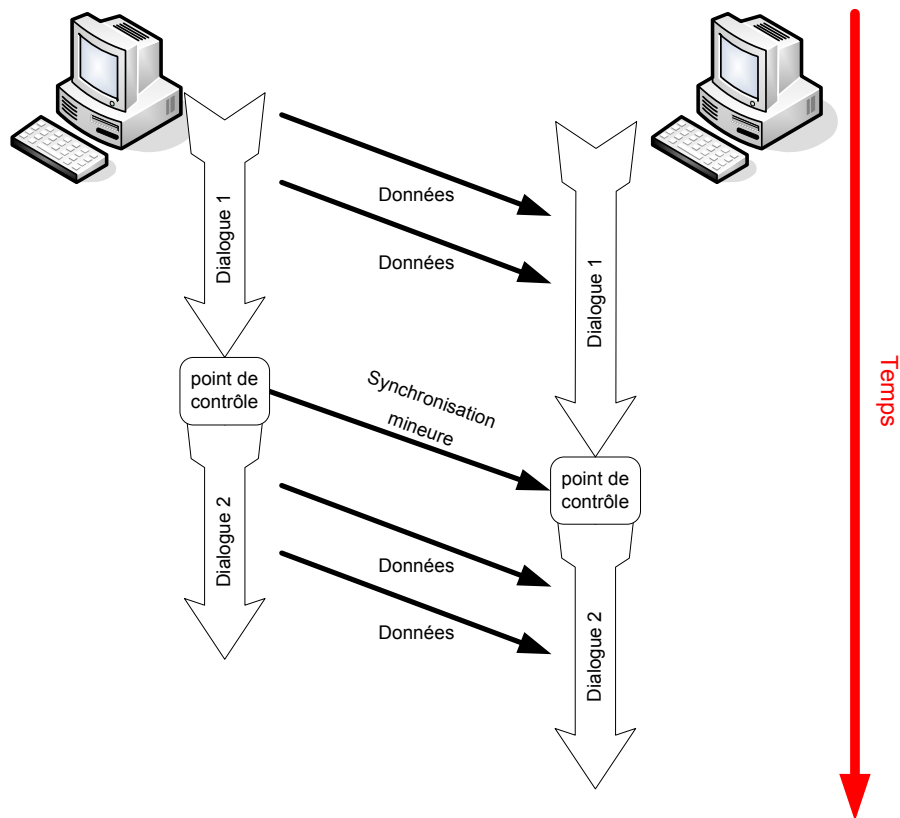 Données
Dialogue 1
Données
Dialogue 1
point de
contrôle
Synchronisation
mineure
Temps
point de
contrôle
Dialogue 2
Données
Données
Dialogue 2